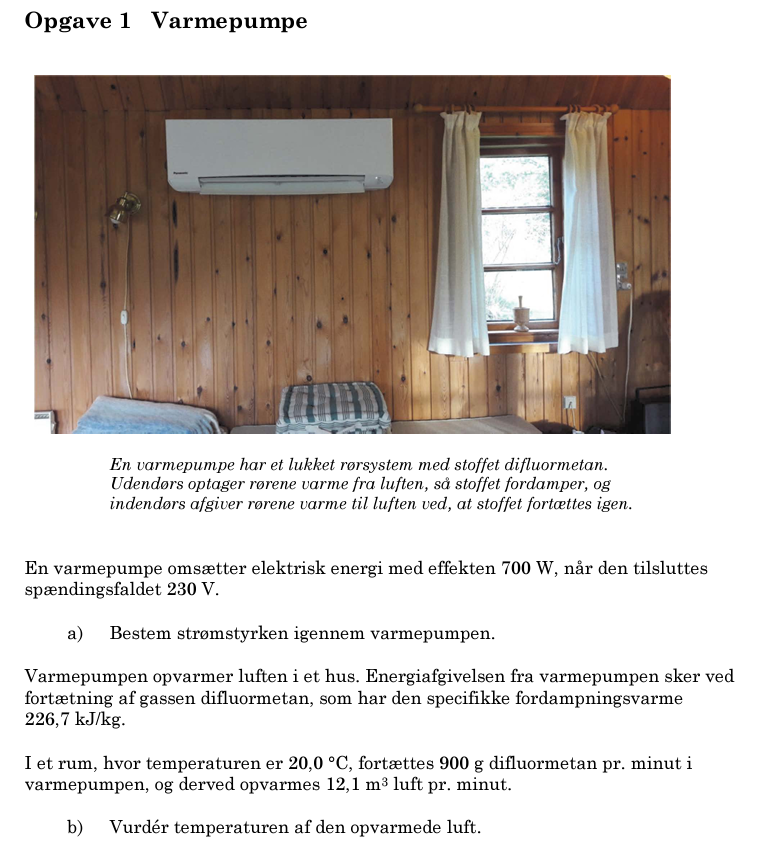 Opgave 1 Varmepumpe
Panasonic
En varmepumpe har et lukket rørsystem med stoffet difluormetan.
Udendørs optager rørene varme fra luften, så stoffet fordamper, og
indendørs afgiver rørene varme til luften ved, at stoffet fortættes igen.
En varmepumpe omsætter elektrisk energi med effekten 700 W, når den tilsluttes
spændingsfaldet 230 V.
a) Bestem strømstyrken igennem varmepumpen.
Varmepumpen opvarmer luften i et hus. Energiafgivelsen fra varmepumpen sker ved
fortætning af gassen difluormetan, som har den specifikke fordampningsvarme
226,7 kJ/kg.
I et rum, hvor temperaturen er 20,0 °C, fortættes 900 g difluormetan pr. minut i
varmepumpen, og derved opvarmes 12,1 m³ luft pr. minut.
b) Vurdér temperaturen af den opvarmede luft.